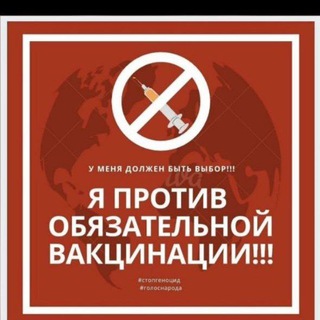 У МЕНЯ ДОЛЖЕН БЫТЬ ВЫБОР!!!
Я ПРОТИВ
ОБЯЗАТЕЛЬНОЙ
ВАКЦИНАЦИИ!!!
#стопгеноцид
#голоснарода